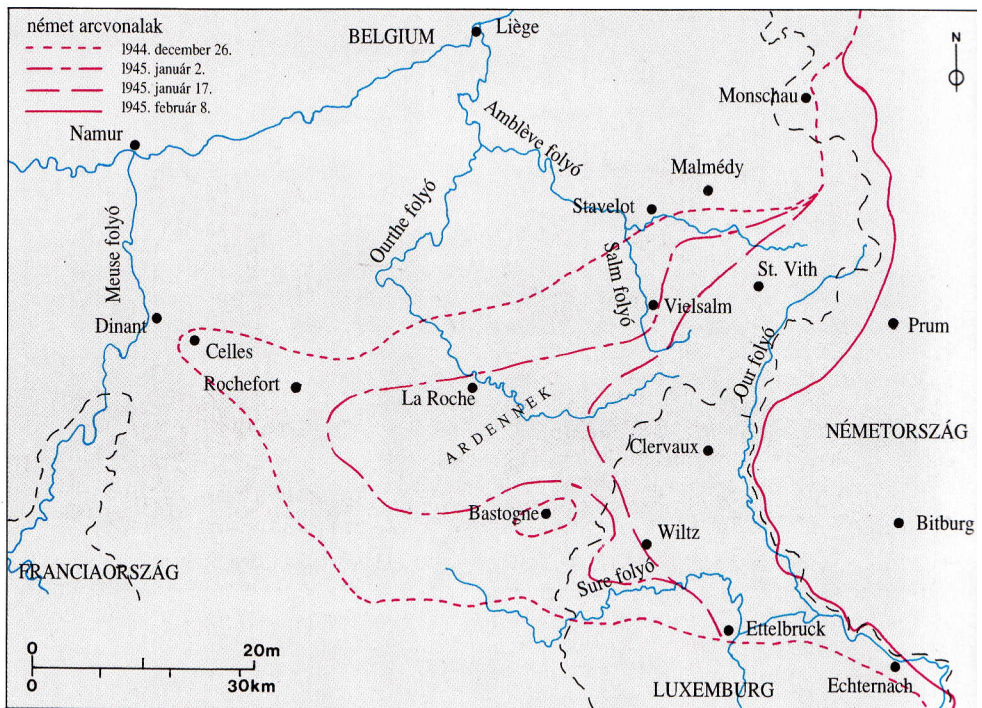 német arcvonalak
1944. december 26.
1945. január 2.
1945. január 17.
1945. február 8.
BELGIUM
Liège
N
Monschau
Namur
Amblève folyó
Malmédy
Stavelot
Ourthe folyó
Meuse folyó
Salm folyó
St. Vith
Vielsalm
Dinant
Celles
Prum
Our folyó
Rochefort
La Roche
ARDENNEK
NÉMETORSZÁG
Clervaux
Bastogne
Bitburg
Wiltz
FRANCIAORSZÁG
Sure folyó
Ettelbruck
Echternach
LUXEMBURG
0 20m
0 30km